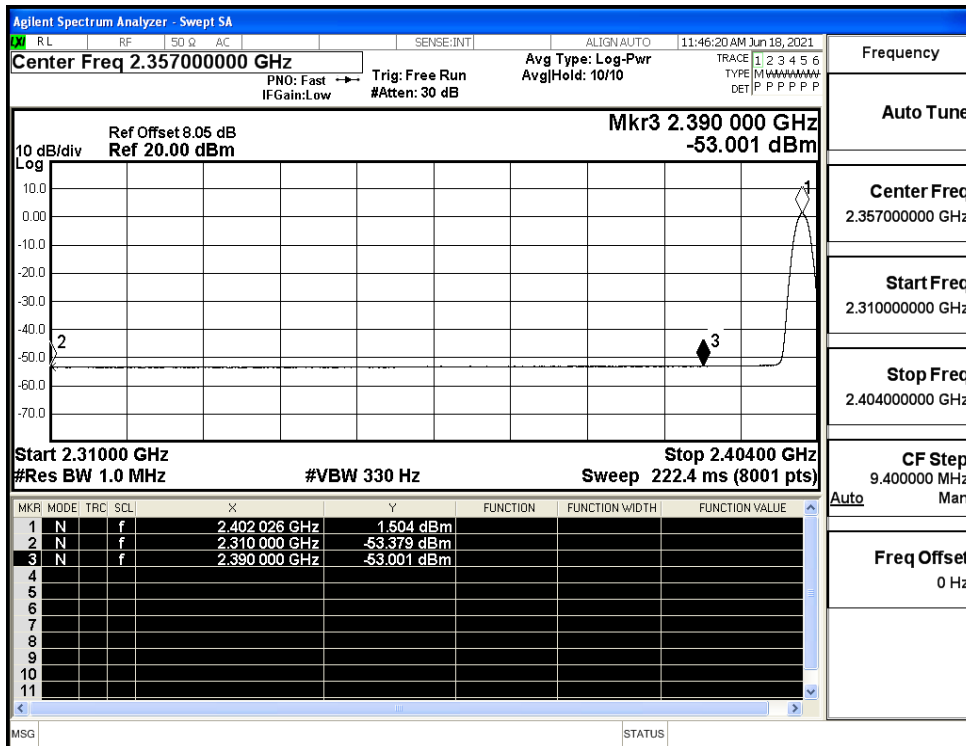 Agilent Spectrum Analyzer - Swept SA
LXI RL RF 50 Ω AC SENSE:INT ALIGN AUTO 11:46:20 AM Jun 18, 2021
Center Freq 2.357000000 GHz
PNO: Fast
IFGain:Low
Trig: Free Run
#Atten: 30 dB
Avg Type: Log-Pwr
Avg|Hold: 10/10
TRACE 1 2 3 4 5 6
TYPE M WWWWW
DET P P P P P P
Ref Offset 8.05 dB
10 dB/div Ref 20.00 dBm
Log
Mkr3 2.390 000 GHz
-53.001 dBm
10.0
0.00
-10.0
-20.0
-30.0
-40.0
-50.0
-60.0
-70.0
1
2
3
Start 2.31000 GHz Stop 2.40400 GHz
#Res BW 1.0 MHz #VBW 330 Hz Sweep 222.4 ms (8001 pts)
MKR MODE TRC SCL X Y FUNCTION FUNCTION WIDTH FUNCTION VALUE
1 N f 2.402 026 GHz 1.504 dBm
2 N f 2.310 000 GHz -53.379 dBm
3 N f 2.390 000 GHz -53.001 dBm
4
5
6
7
8
9
10
11
MSG STATUS
Frequency
Auto Tune
Center Freq
2.357000000 GHz
Start Freq
2.310000000 GHz
Stop Freq
2.404000000 GHz
CF Step
9.400000 MHz
Auto Man
Freq Offset
0 Hz